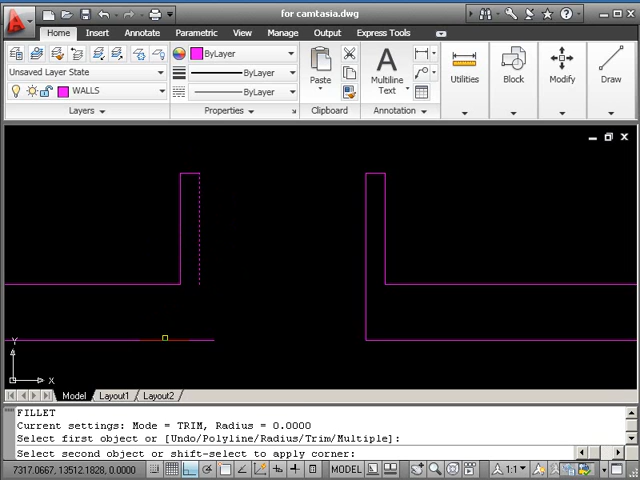 for camtasia.dwg
Home Insert Annotate Parametric View Manage Output Express Tools
Unsaved Layer State
WALLS
Layers
ByLayer
ByLayer
ByLayer
Properties
Paste
Clipboard
A
Multiline
Text
Annotation
Utilities
Block
Modify
Draw
Y
X
Model Layout1 Layout2
FILLET
Current settings: Mode = TRIM, Radius = 0.0000
Select first object or [Undo/Polyline/Radius/Trim/Multiple]:
Select second object or shift-select to apply corner:
7317.0667, 13512.1828, 0.0000 MODEL 1:1